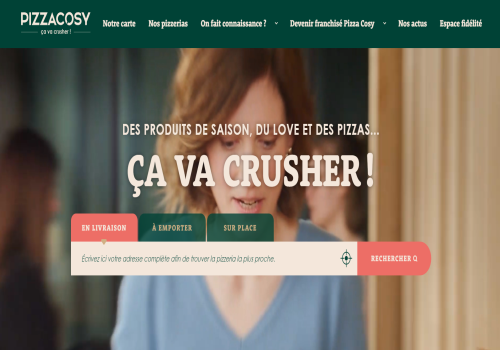 PIZZACOSY
ça va crusher !
Notre carte
Nos pizzerias
On fait connaissance ?
Devenir franchisé Pizza Cosy
Nos actus
Espace fidélité
DES PRODUITS DE SAISON, DU LOVE ET DES PIZZAS...
ÇA VA CRUSHER !
EN LIVRAISON
À EMPORTER
SUR PLACE
Écrivez ici votre adresse complète afin de trouver la pizzeria la plus proche.
RECHERCHER